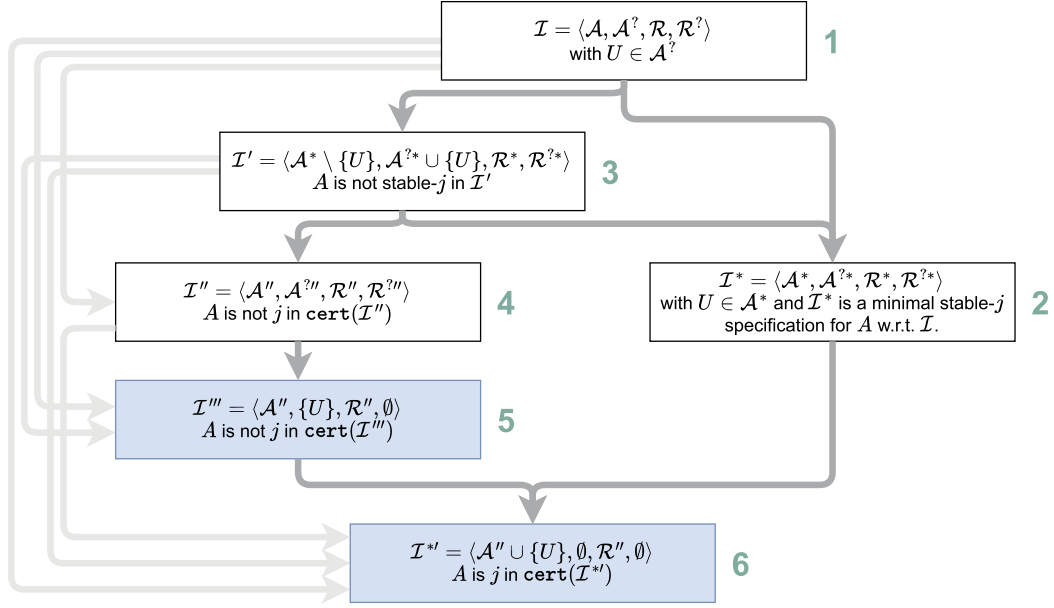 ℐ = ⟨𝒜, 𝒜^?, ℛ, ℛ^?⟩
with U ∈ 𝒜^?
1
ℐ′ = ⟨𝒜* \ {U}, 𝒜^?* ∪ {U}, ℛ*, ℛ^?*⟩
A is not stable-j in ℐ′
3
ℐ″ = ⟨𝒜″, 𝒜^?″, ℛ″, ℛ^?″⟩
A is not j in cert(ℐ″)
4
ℐ* = ⟨𝒜*, 𝒜^?*, ℛ*, ℛ^?*⟩
with U ∈ 𝒜* and ℐ* is a minimal stable-j
specification for A w.r.t. ℐ.
2
ℐ‴ = ⟨𝒜″, {U}, ℛ″, ∅⟩
A is not j in cert(ℐ‴)
5
ℐ*′ = ⟨𝒜″ ∪ {U}, ∅, ℛ″, ∅⟩
A is j in cert(ℐ*′)
6